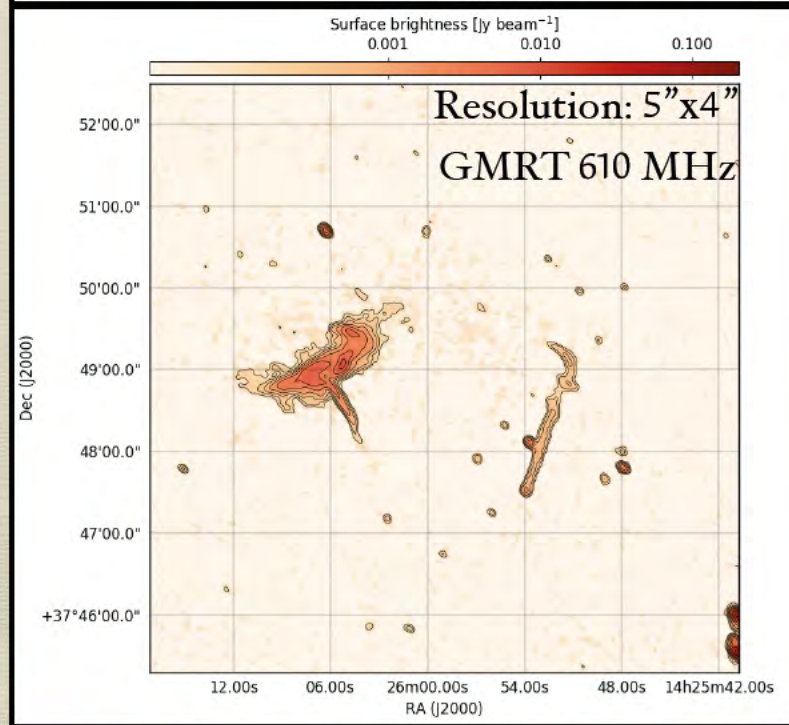 Surface brightness [Jy beam⁻¹]
0.001 0.010 0.100
Resolution: 5”x4”
GMRT 610 MHz
52'00.0"
51'00.0"
50'00.0"
49'00.0"
48'00.0"
47'00.0"
+37°46'00.0"
Dec (J2000)
12.00s 06.00s 26m00.00s 54.00s 48.00s 14h25m42.00s
RA (J2000)